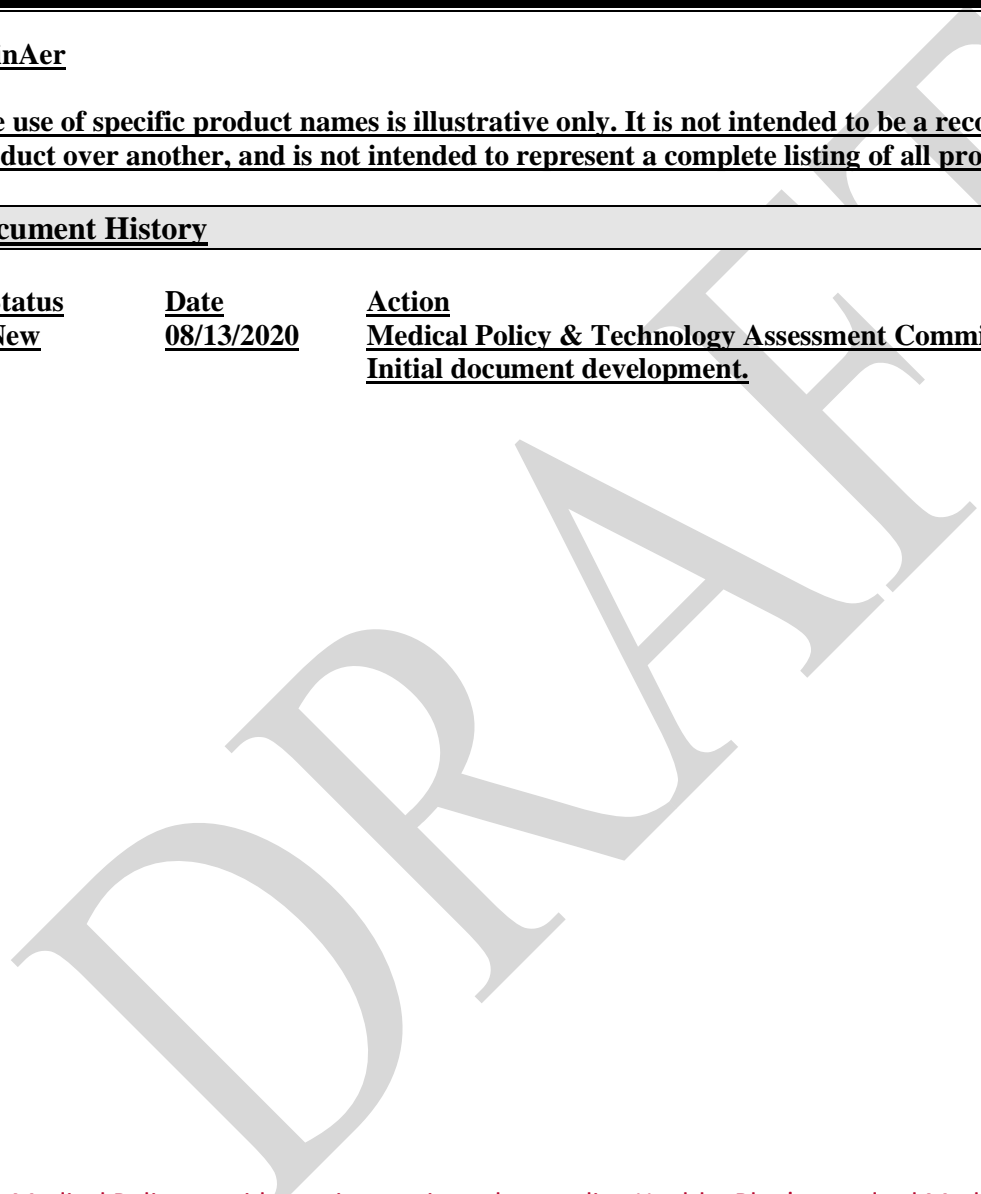 inAer
e use of specific product names is illustrative only. It is not intended to be a reco
duct over another, and is not intended to represent a complete listing of all pro
cument History
tatus Date Action
New 08/13/2020 Medical Policy & Technology Assessment Commi
Initial document development.
DRAFT